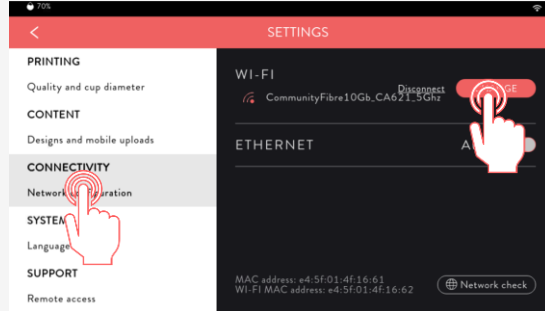 70%
SETTINGS
PRINTING
Quality and cup diameter
CONTENT
Designs and mobile uploads
CONNECTIVITY
Network
SYSTEM
Language
SUPPORT
Remote access
WI-FI
Disconnect
CommunityFibre10Gb_CA621_5Ghz
ETHERNET
MAC address: e4:5f:01:4f:16:61
WI-FI MAC address: e4:5f:01:4f:16:62
Network check